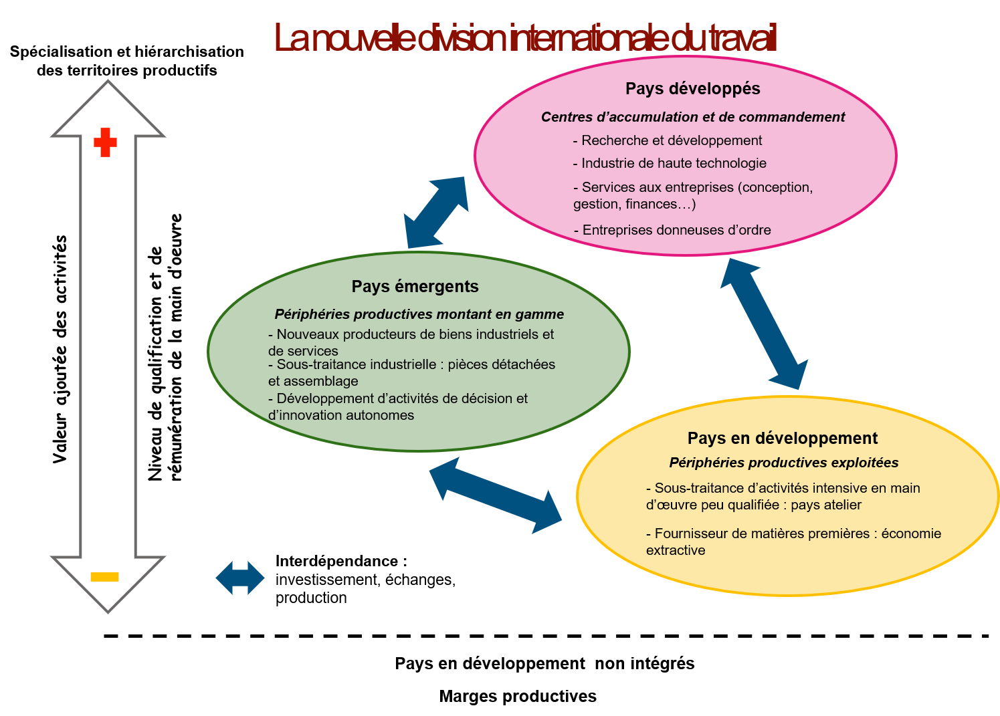 La nouvelle division internationale du travail
Spécialisation et hiérarchisation
des territoires productifs
+
Valeur ajoutée des activités
Niveau de qualification et de
rémunération de la main d'oeuvre
-
Pays développés
Centres d’accumulation et de commandement
- Recherche et développement
- Industrie de haute technologie
- Services aux entreprises (conception,
gestion, finances…)
- Entreprises donneuses d’ordre
Pays émergents
Périphéries productives montant en gamme
- Nouveaux producteurs de biens industriels et
de services
- Sous-traitance industrielle : pièces détachées
et assemblage
- Développement d’activités de décision et
d’innovation autonomes
Pays en développement
Périphéries productives exploitées
- Sous-traitance d’activités intensive en main
d’œuvre peu qualifiée : pays atelier
- Fournisseur de matières premières : économie
extractive
Interdépendance :
investissement, échanges,
production
Pays en développement  non intégrés
Marges productives